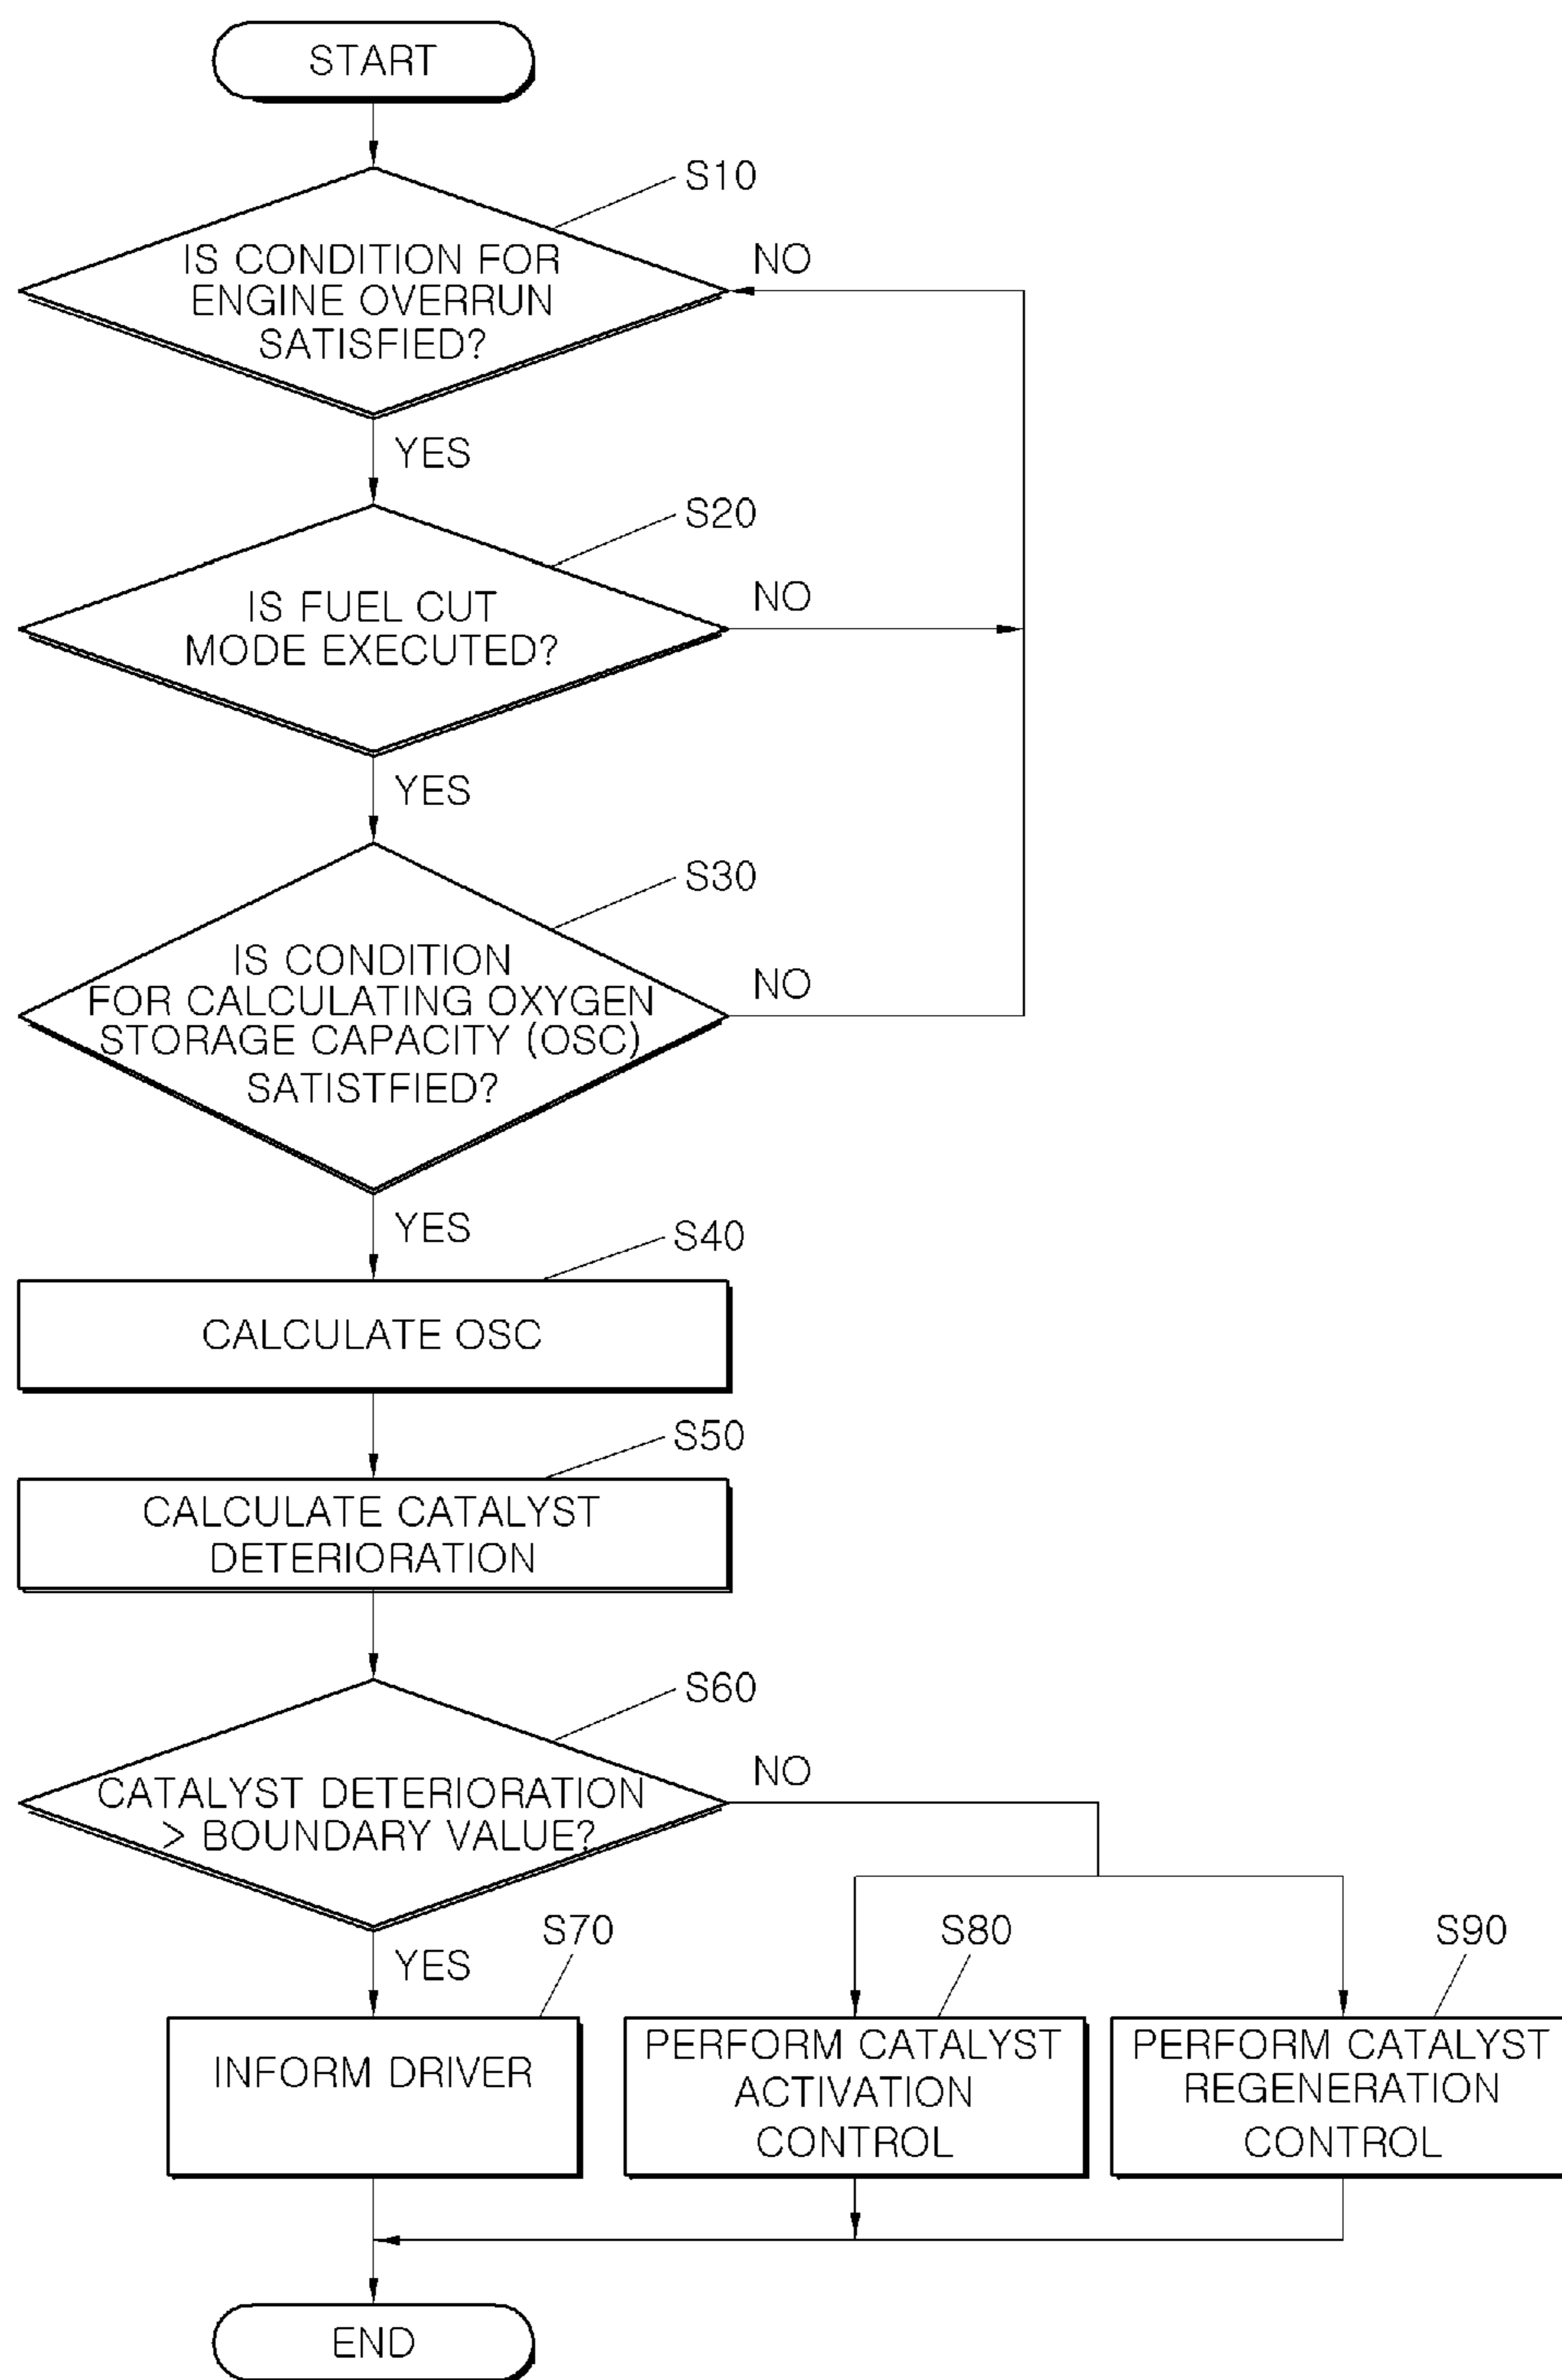 START
S10
IS CONDITION FOR
ENGINE OVERRUN
SATISFIED?
NO
YES
S20
IS FUEL CUT
MODE EXECUTED?
NO
YES
S30
IS CONDITION
FOR CALCULATING OXYGEN
STORAGE CAPACITY (OSC)
SATISTFIED?
NO
YES
S40
CALCULATE OSC
S50
CALCULATE CATALYST
DETERIORATION
S60
CATALYST DETERIORATION
> BOUNDARY VALUE?
NO
YES
S70
INFORM DRIVER
S80
PERFORM CATALYST
ACTIVATION
CONTROL
S90
PERFORM CATALYST
REGENERATION
CONTROL
END